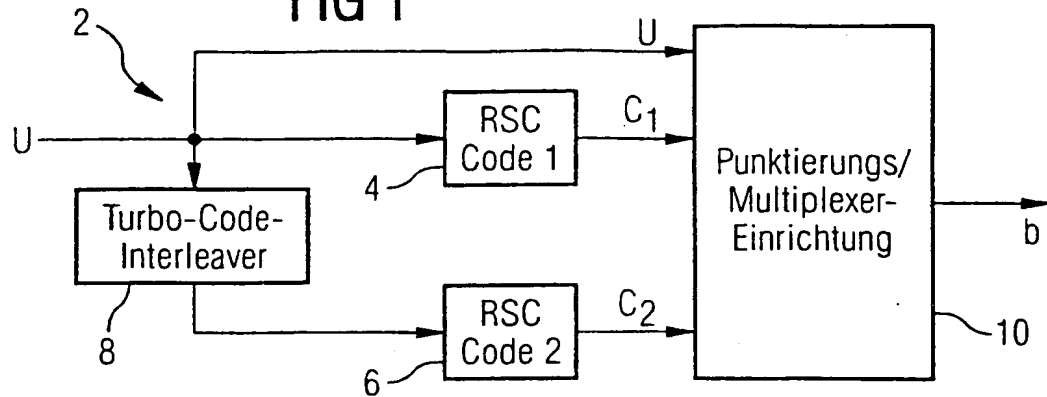 FIG 1
2
U
U
RSC
Code 1
4
C1
Turbo-Code-
Interleaver
8
RSC
Code 2
6
C2
Punktierungs/
Multiplexer-
Einrichtung
10
b